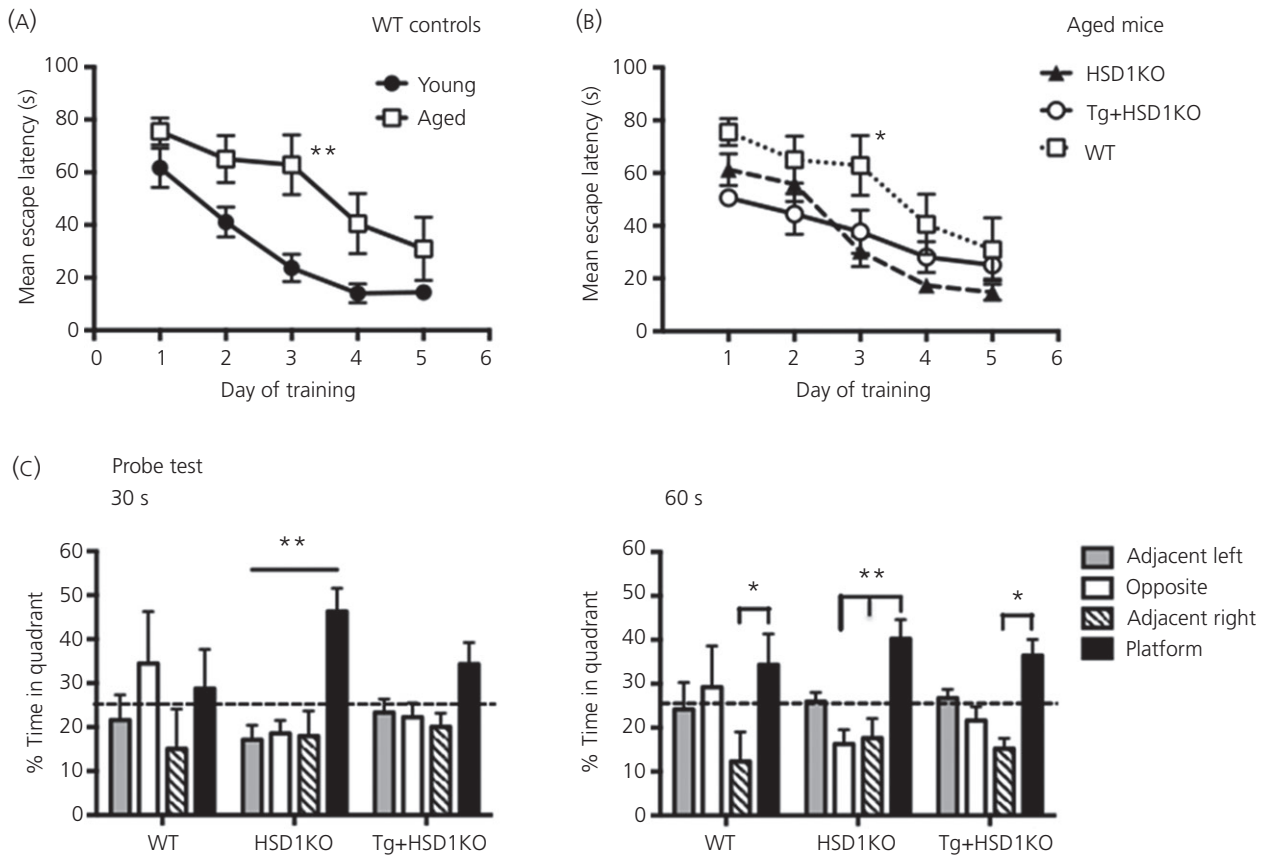 (A)
WT controls
Mean escape latency (s)
100
80
60
40
20
0
Young
Aged
**
0 1 2 3 4 5 6
Day of training
(B)
Aged mice
Mean escape latency (s)
100
80
60
40
20
0
HSD1KO
Tg+HSD1KO
WT
*
1 2 3 4 5 6
Day of training
(C)
Probe test
30 s
% Time in quadrant
60
50
40
30
20
10
0
**
WT HSD1KO Tg+HSD1KO
60 s
% Time in quadrant
60
50
40
30
20
10
0
* ** *
WT HSD1KO Tg+HSD1KO
Adjacent left
Opposite
Adjacent right
Platform